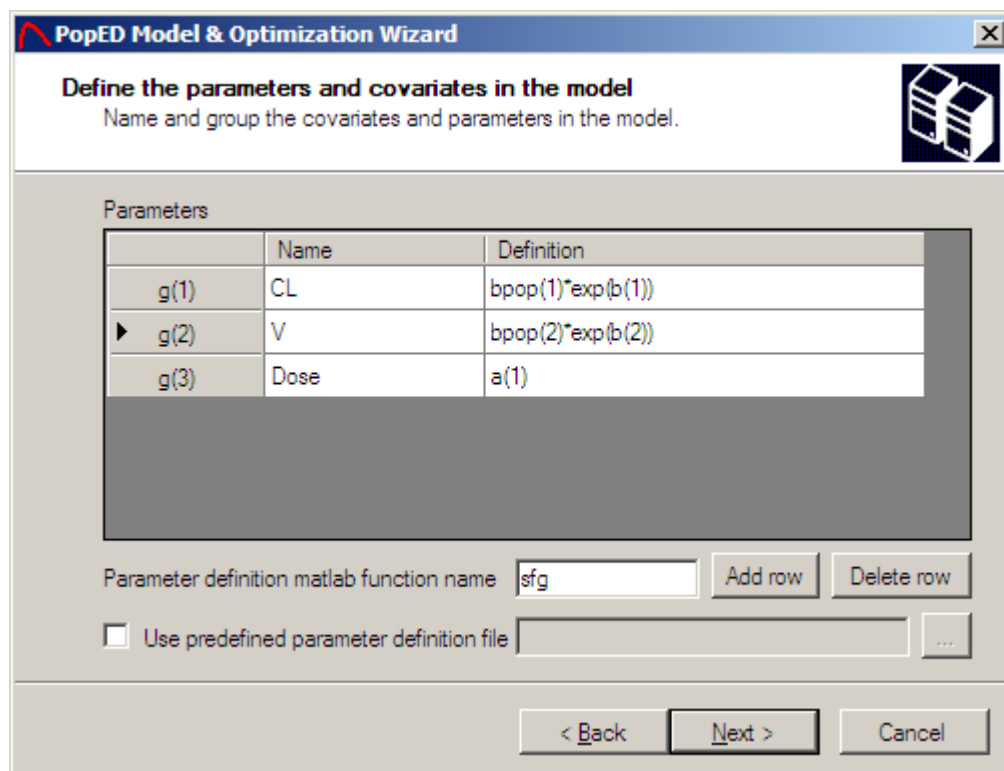 PopED Model & Optimization Wizard
Define the parameters and covariates in the model
Name and group the covariates and parameters in the model.
Parameters
Name Definition
g(1) CL bpop(1)*exp(b(1))
g(2) V bpop(2)*exp(b(2))
g(3) Dose a(1)
Parameter definition matlab function name sfg Add row Delete row
Use predefined parameter definition file ...
< Back Next > Cancel